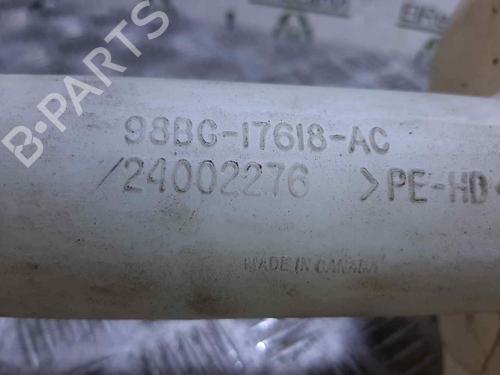 B-PARTS
98BG-17618-AC
/24002276 >PE-HD
MADE IN CANADA